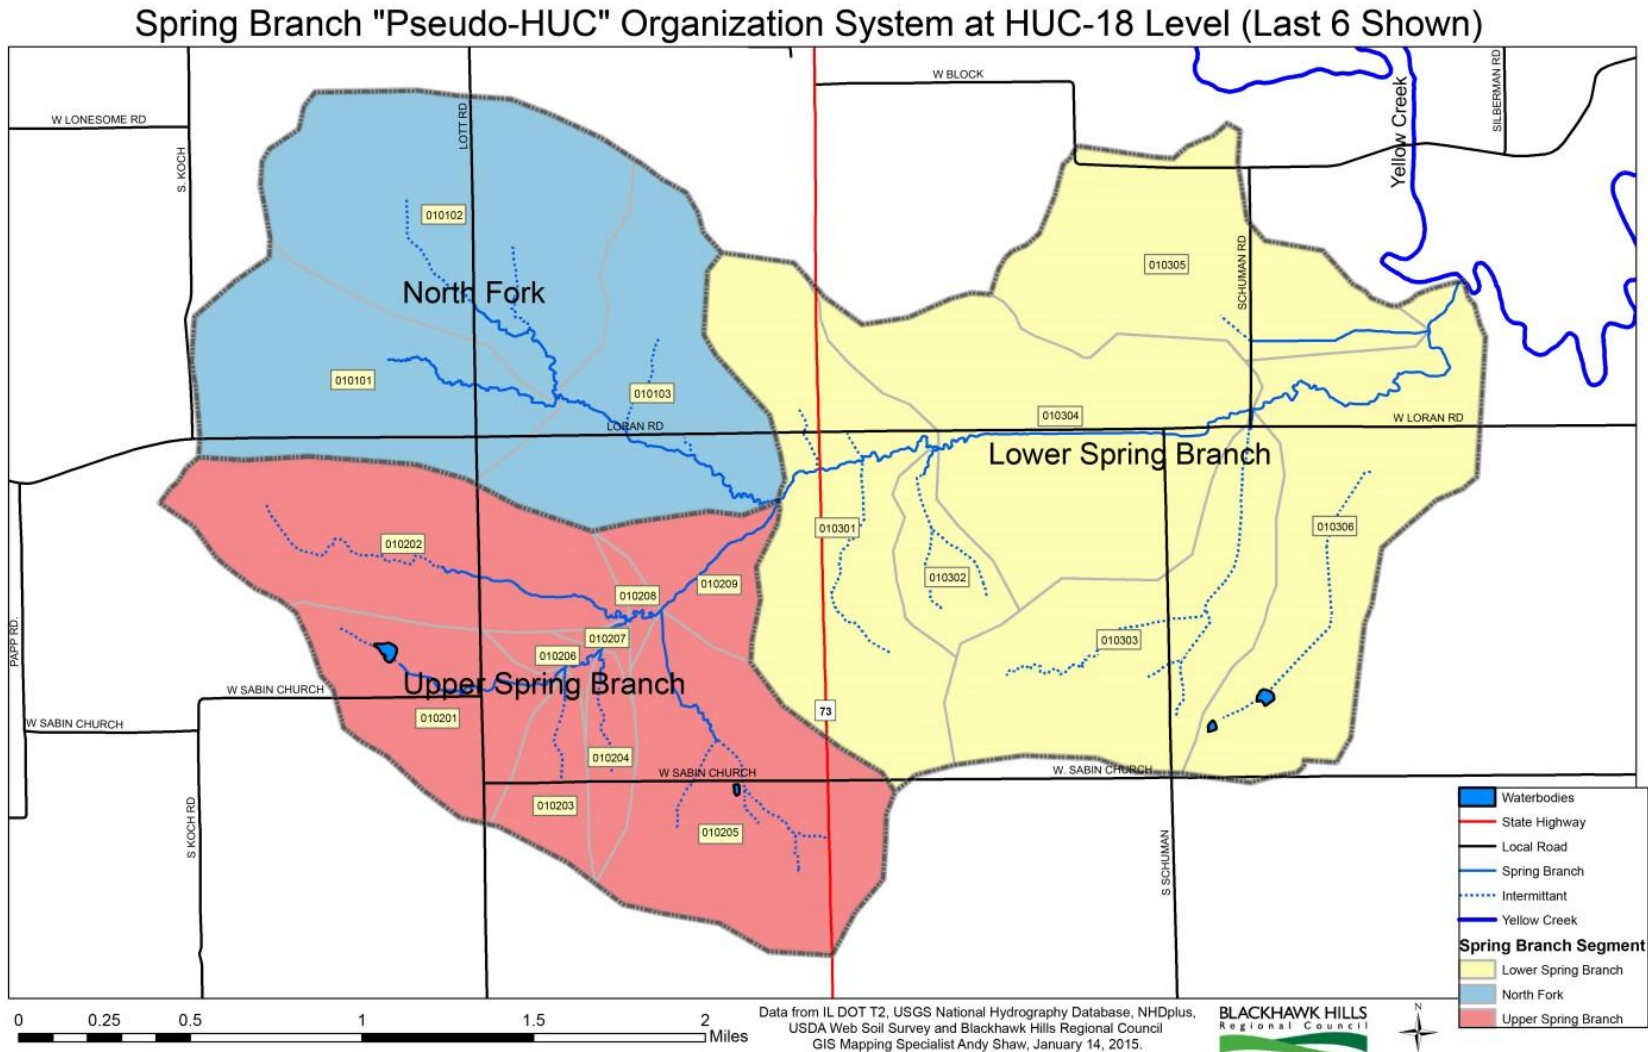 Spring Branch "Pseudo-HUC" Organization System at HUC-18 Level (Last 6 Shown)
W BLOCK
SILBERMAN RD
W LONESOME RD
LOTT RD
Yellow Creek
S. KOCH
010102
010305
SCHUMAN RD
North Fork
010101
010103
010304
W LORAN RD
LORAN RD
Lower Spring Branch
010301
010306
010202
010302
010209
010208
010207
010303
PAPP RD.
010206
Upper Spring Branch
W SABIN CHURCH
010201
73
W SABIN CHURCH
010204
W SABIN CHURCH
W. SABIN CHURCH
010203
010205
S KOCH RD
S SCHUMAN
Waterbodies
State Highway
Local Road
Spring Branch
Intermittant
Yellow Creek
Spring Branch Segment
Lower Spring Branch
North Fork
Upper Spring Branch
0 0.25 0.5 1 1.5 2
Miles
Data from IL DOT T2, USGS National Hydrography Database, NHDplus,
USDA Web Soil Survey and Blackhawk Hills Regional Council
GIS Mapping Specialist Andy Shaw, January 14, 2015.
BLACKHAWK HILLS
Regional Council
N